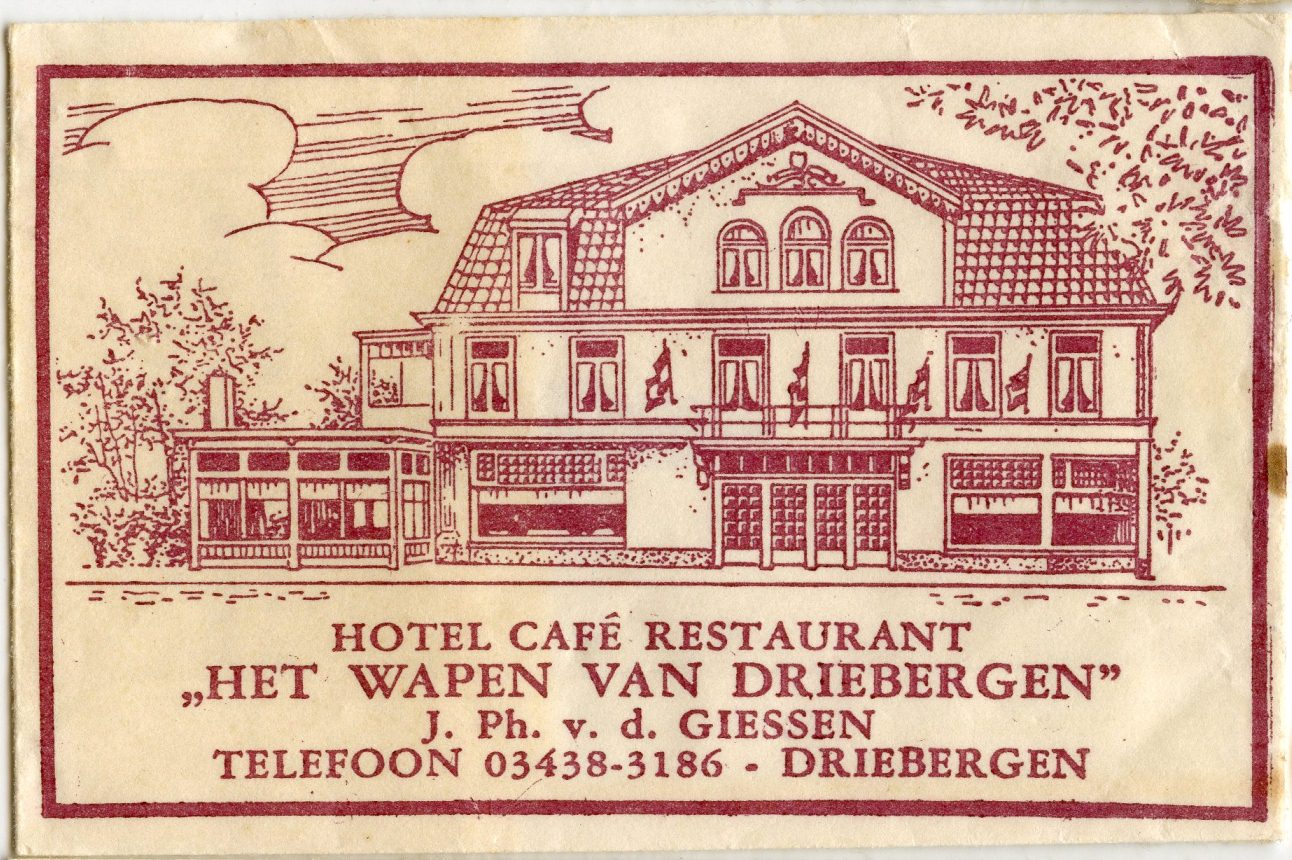 HOTEL CAFÉ RESTAURANT
„HET WAPEN VAN DRIEBERGEN”
J. Ph. v. d. GIESSEN
TELEFOON 03438-3186 - DRIEBERGEN